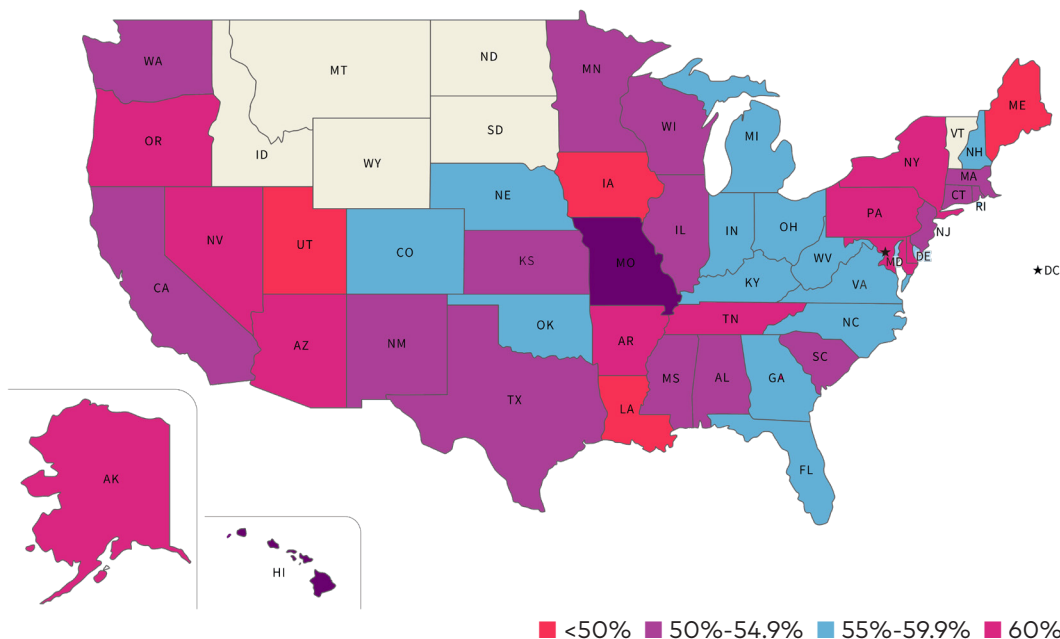 WA
MT
ND
MN
ME
OR
ID
SD
WI
MI
VT
NH
WY
NY
MA
CT
RI
NE
IA
PA
NJ
NV
UT
CO
IL
IN
OH
MD
DE
★DC
KS
MO
WV
KY
VA
CA
OK
TN
NC
AZ
NM
AR
SC
MS
AL
GA
TX
LA
FL
AK
HI
<50% 50%-54.9% 55%-59.9% 60%